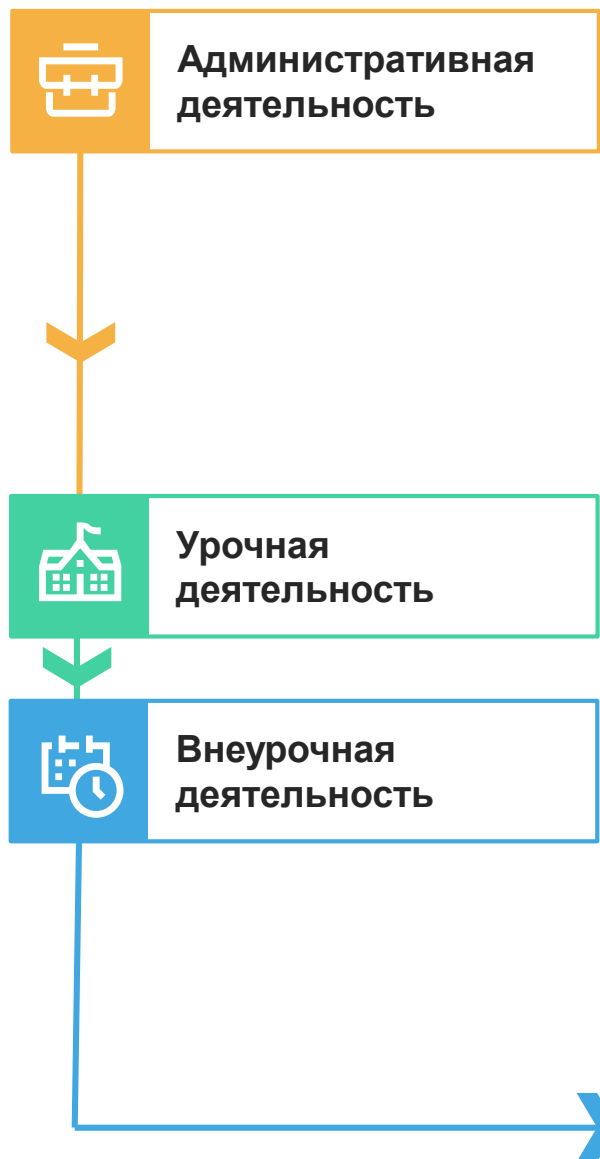 Административная
деятельность
Урочная
деятельность
Внеурочная
деятельность